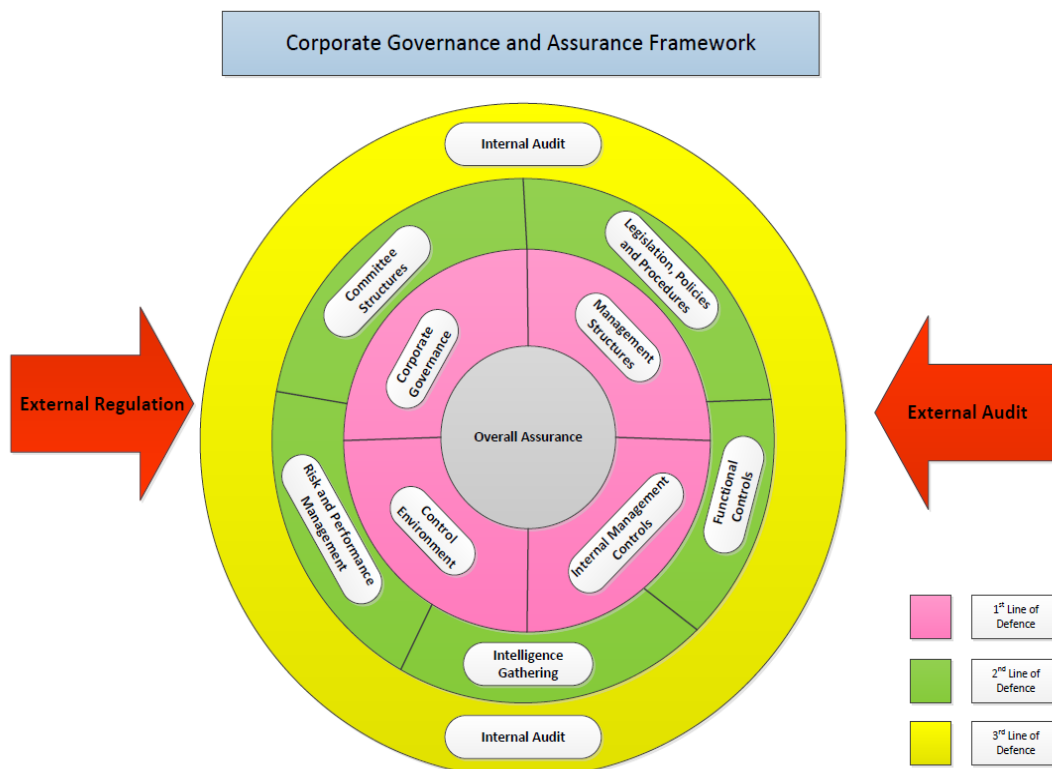 Corporate Governance and Assurance Framework
Internal Audit
Committee
Structures
Legislation, Policies
and Procedures
Corporate
Governance
Management
Structures
External Regulation
Overall Assurance
External Audit
Risk and Performance
Management
Control
Environment
Internal Management
Controls
Functional
Controls
Intelligence
Gathering
Internal Audit
1st Line of
Defence
2nd Line of
Defence
3rd Line of
Defence